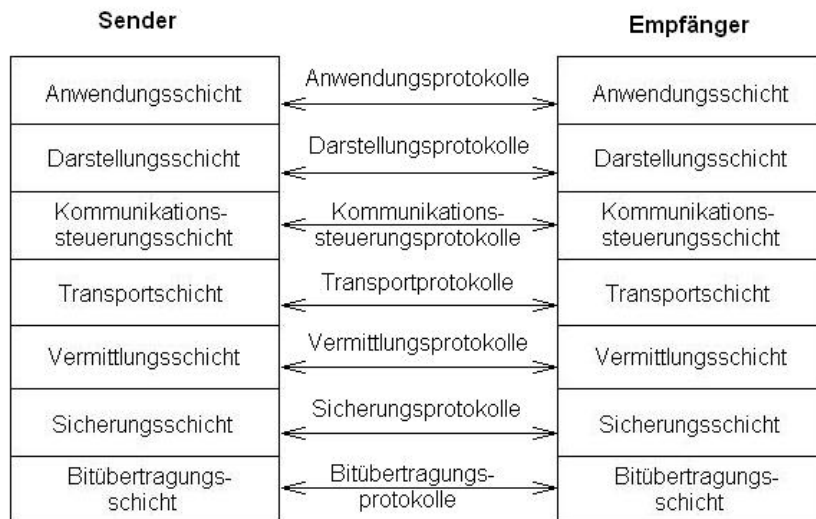 Sender
Empfänger
Anwendungsschicht
Anwendungsprotokolle
Anwendungsschicht
Darstellungsschicht
Darstellungsprotokolle
Darstellungsschicht
Kommunikations-
steuerungsschicht
Kommunikations-
steuerungsprotokolle
Kommunikations-
steuerungsschicht
Transportschicht
Transportprotokolle
Transportschicht
Vermittlungsschicht
Vermittlungsprotokolle
Vermittlungsschicht
Sicherungsschicht
Sicherungsprotokolle
Sicherungsschicht
Bitübertragungs-
schicht
Bitübertragungs-
protokolle
Bitübertragungs-
schicht